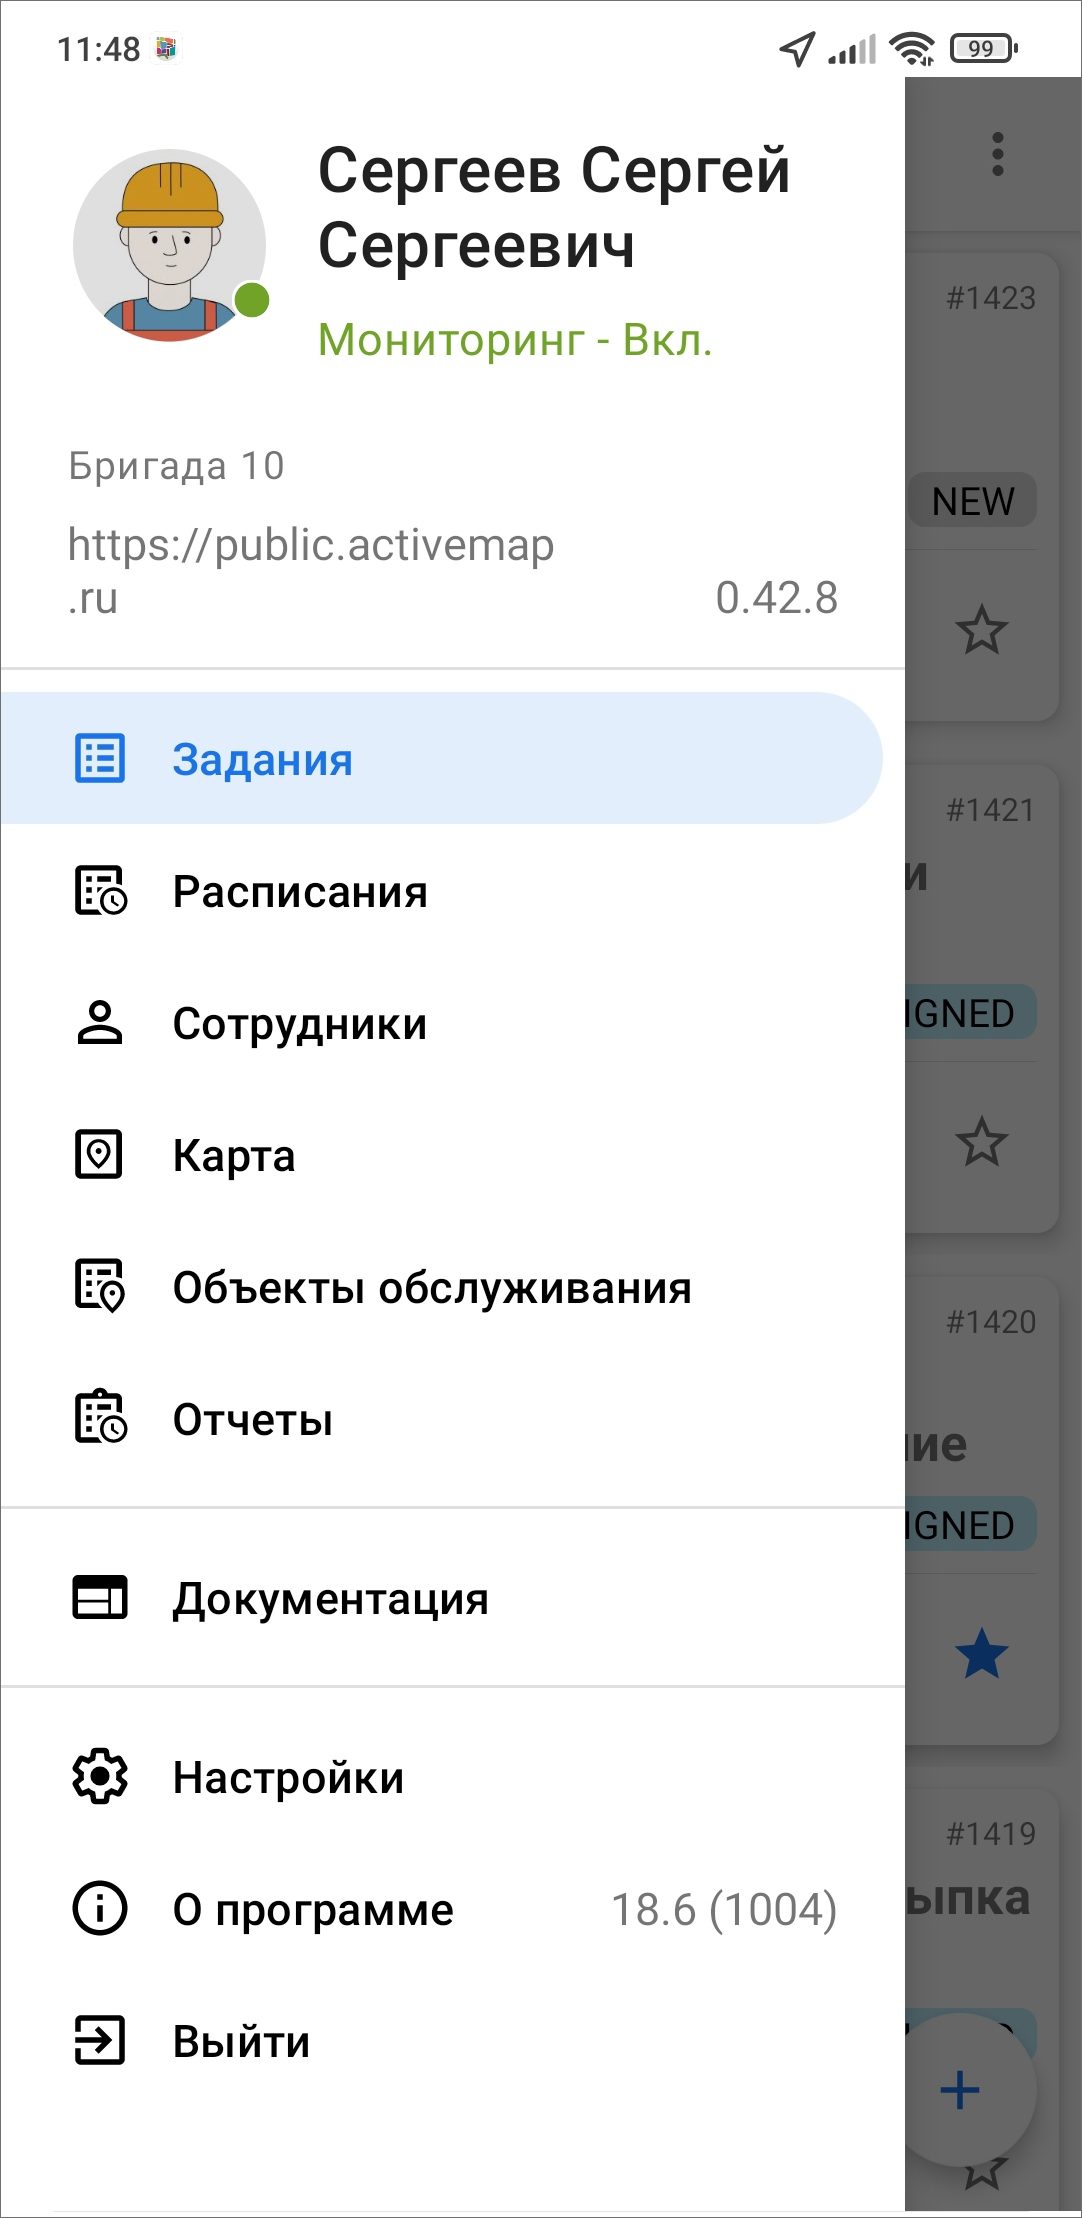 11:48
99
Сергеев Сергей
Сергеевич
Мониторинг - Вкл.
Бригада 10
https://public.activemap
.ru
0.42.8
Задания
Расписания
Сотрудники
Карта
Объекты обслуживания
Отчеты
Документация
Настройки
О программе 18.6 (1004)
Выйти
#1423
NEW
#1421
и
IGNED
#1420
ние
IGNED
#1419
ыпка